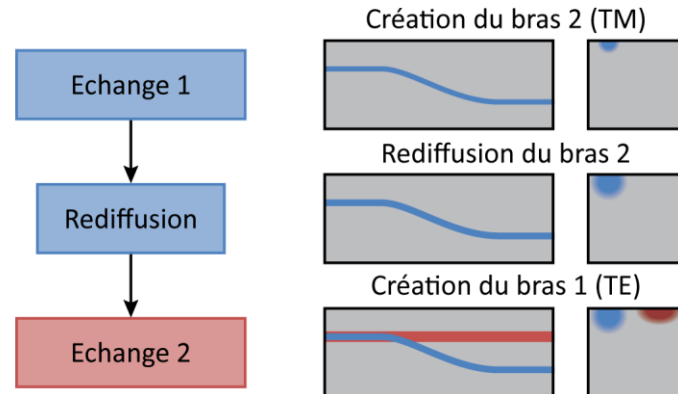 Création du bras 2 (TM)
Echange 1
Rediffusion du bras 2
Rediffusion
Création du bras 1 (TE)
Echange 2